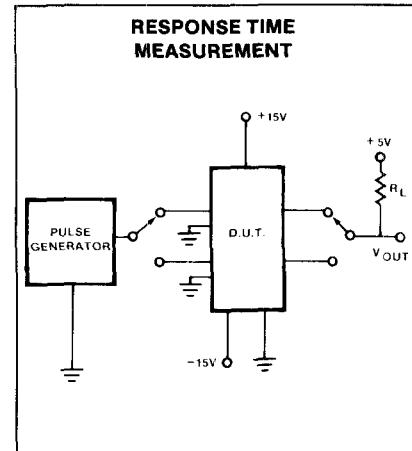 RESPONSE TIME
MEASUREMENT
+15V
+5V
RL
PULSE
GENERATOR
D.U.T.
VOUT
-15V